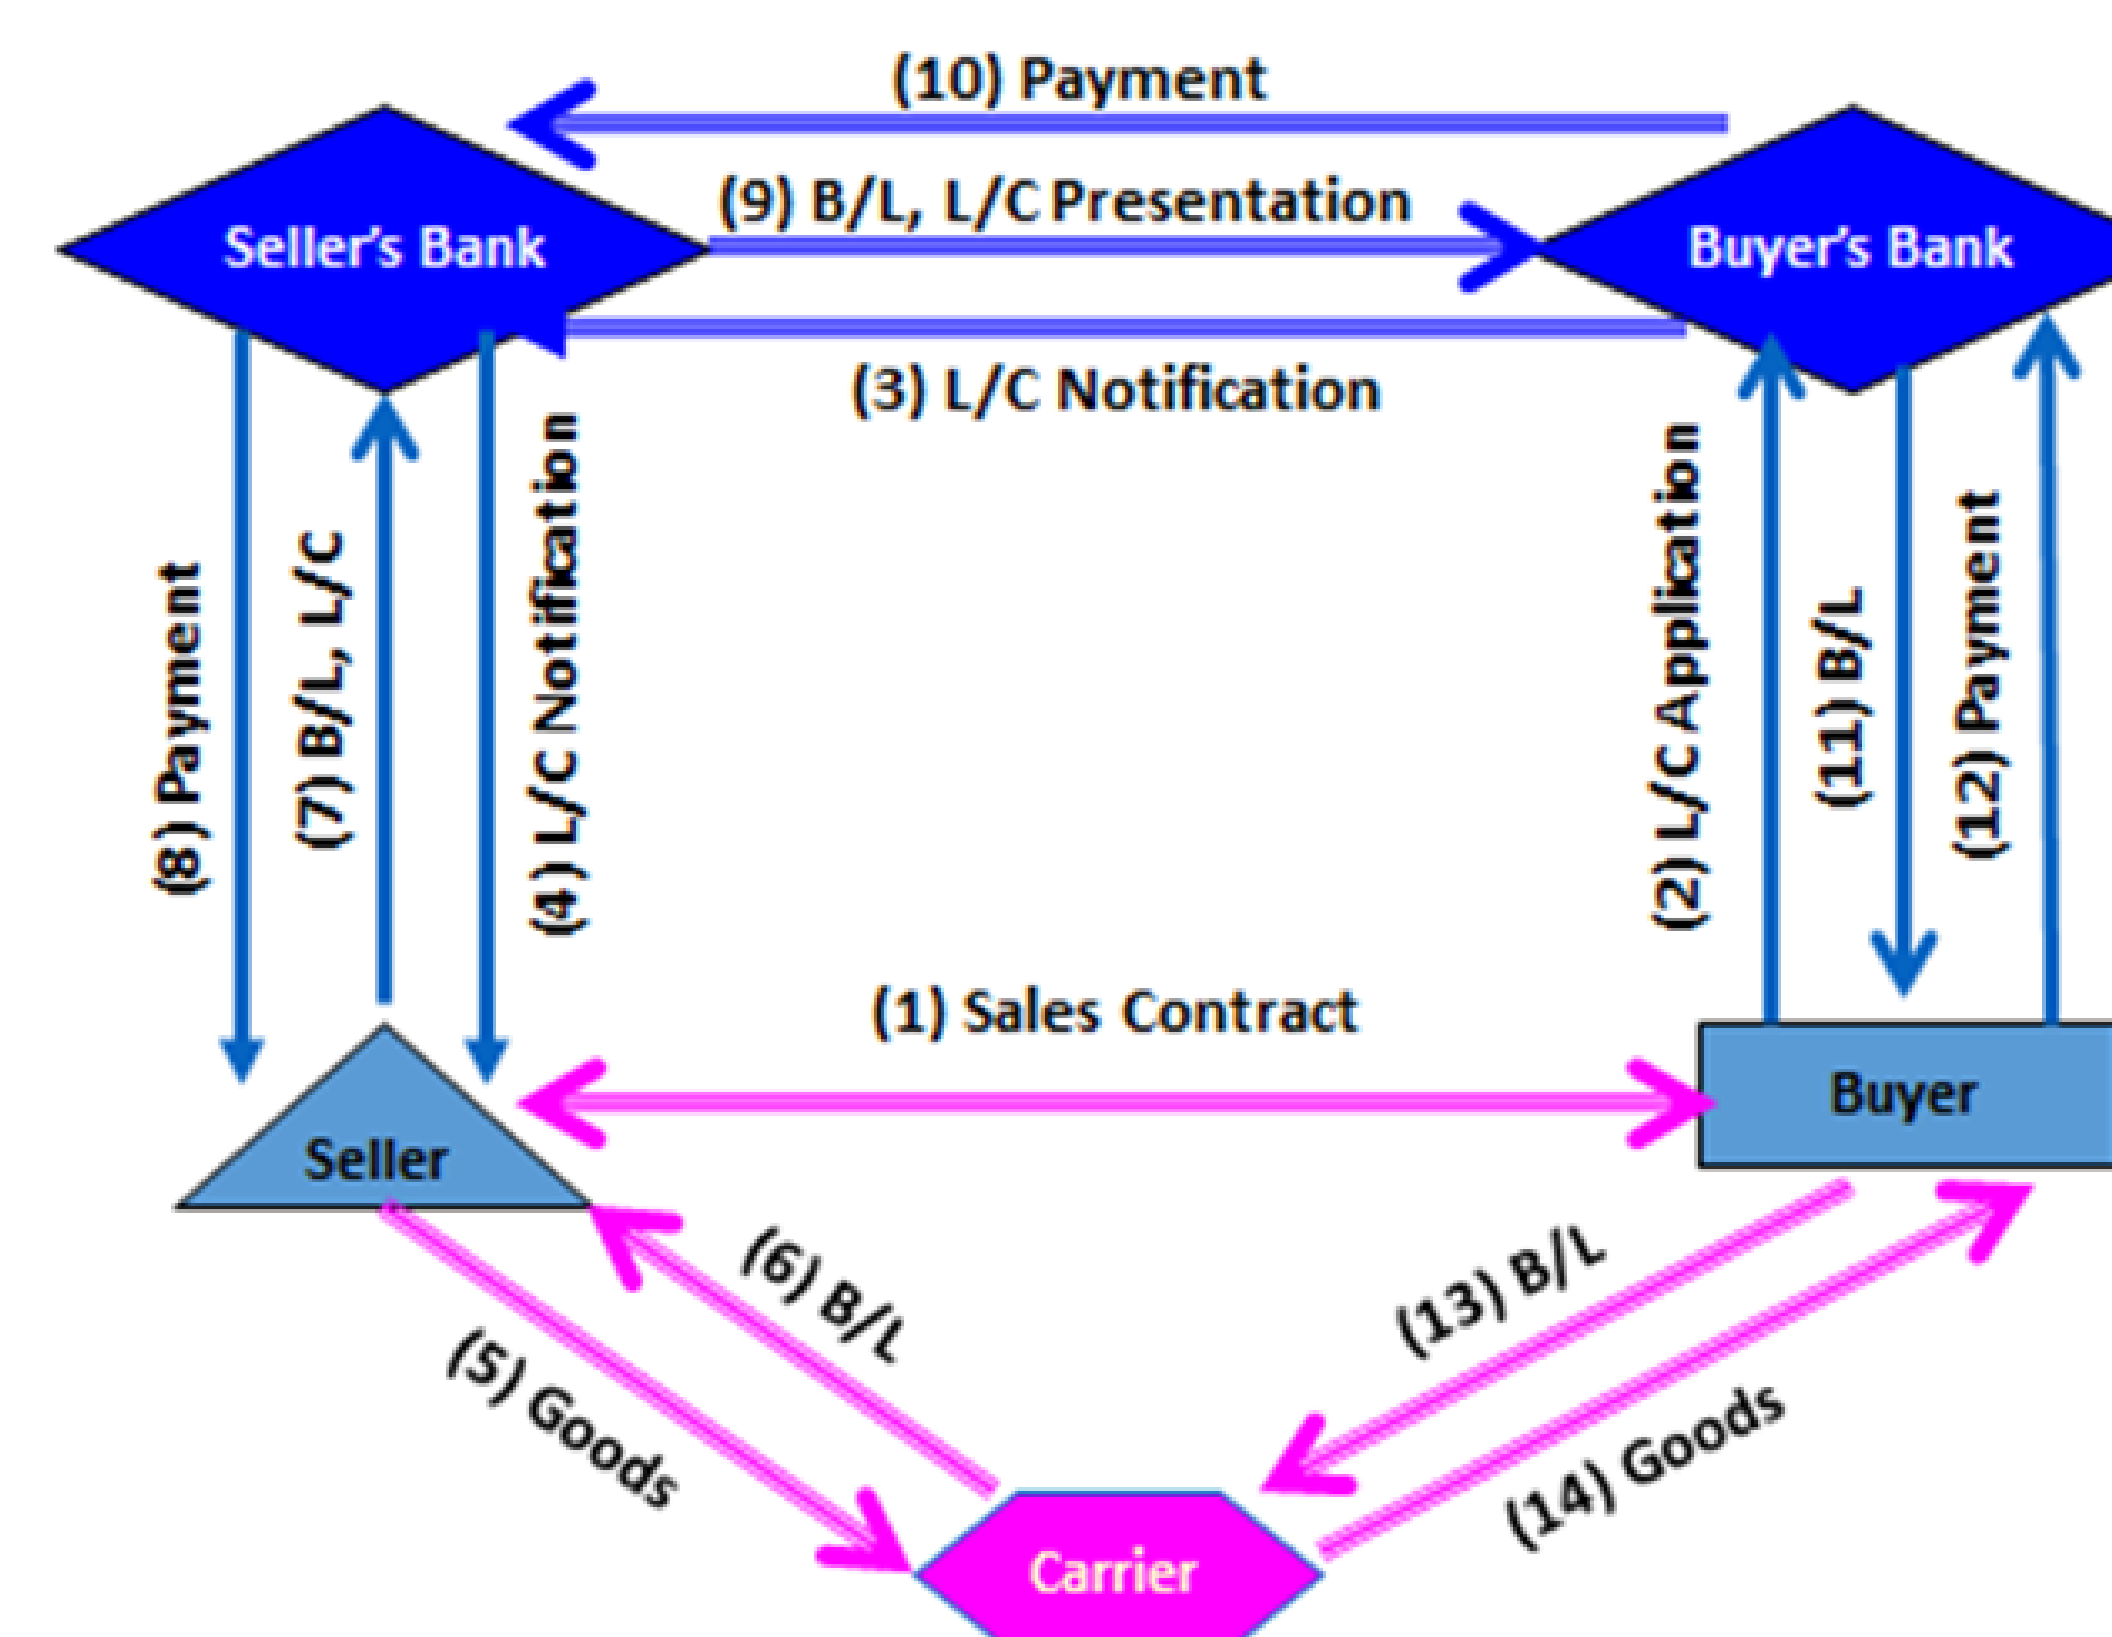 (10) Payment
(9) B/L, L/C Presentation
Seller's Bank
Buyer's Bank
(3) L/C Notification
(8) Payment
(7) B/L, L/C
(4) L/C Notification
(2) L/C Application
(11) B/L
(12) Payment
(1) Sales Contract
Seller
Buyer
(6) B/L
(5) Goods
(13) B/L
(14) Goods
Carrier